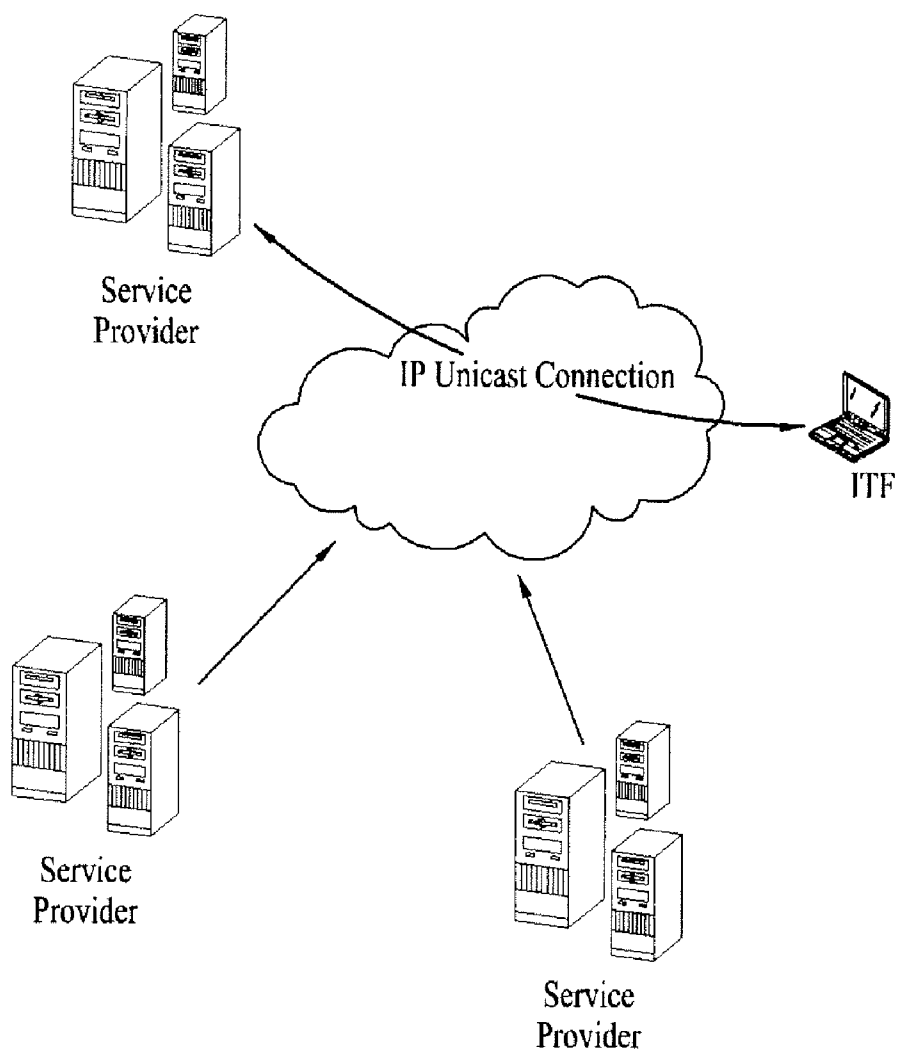 Service
Provider
IP Unicast Connection
ITF
Service
Provider
Service
Provider